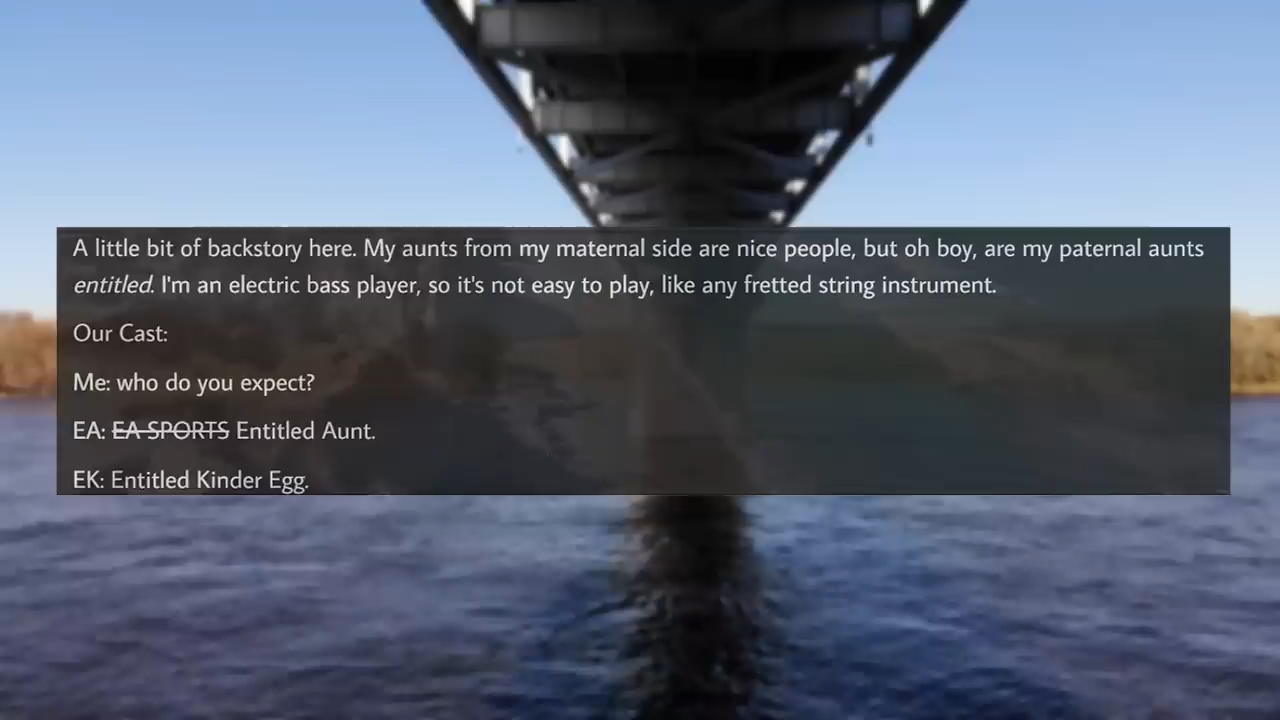 A little bit of backstory here. My aunts from my maternal side are nice people, but oh boy, are my paternal aunts
entitled. I'm an electric bass player, so it's not easy to play, like any fretted string instrument.
Our Cast:
Me: who do you expect?
EA: EA SPORTS Entitled Aunt.
EK: Entitled Kinder Egg.